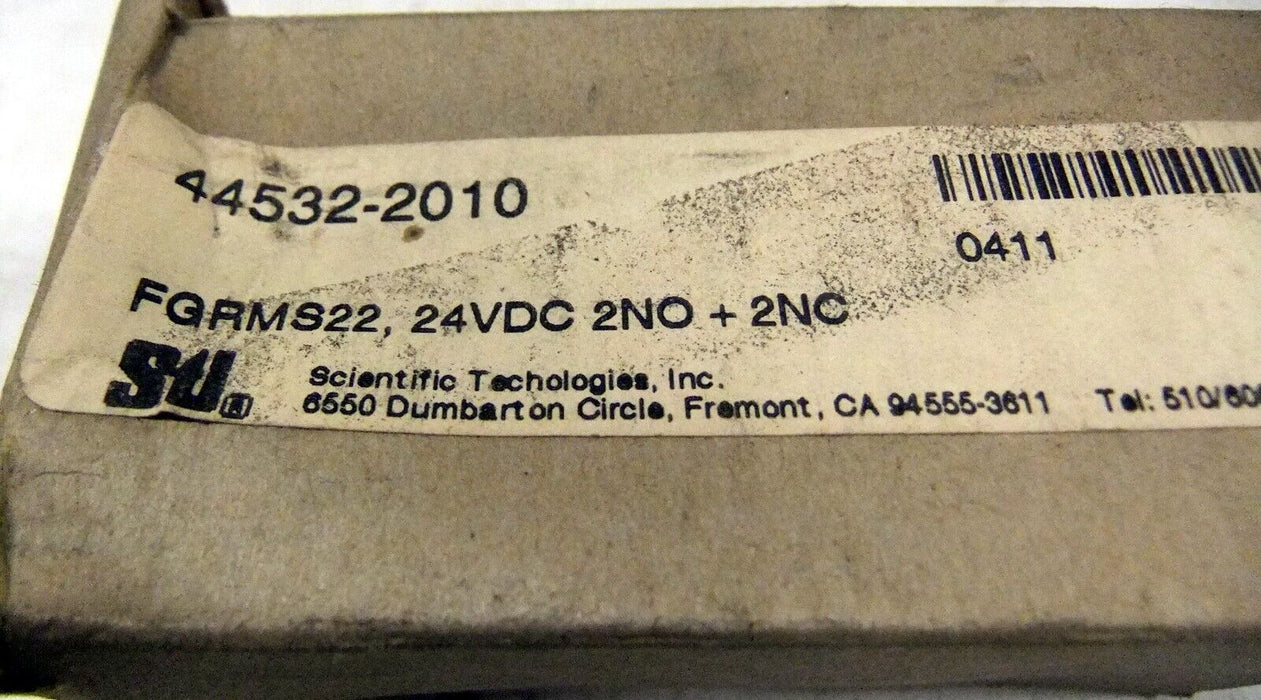 44532-2010
0411
FGRMS22, 24VDC 2NO + 2NC
STI®
Scientific Techologies, Inc.
6550 Dumbarton Circle, Fremont, CA 94555-3611 Tel: 510/